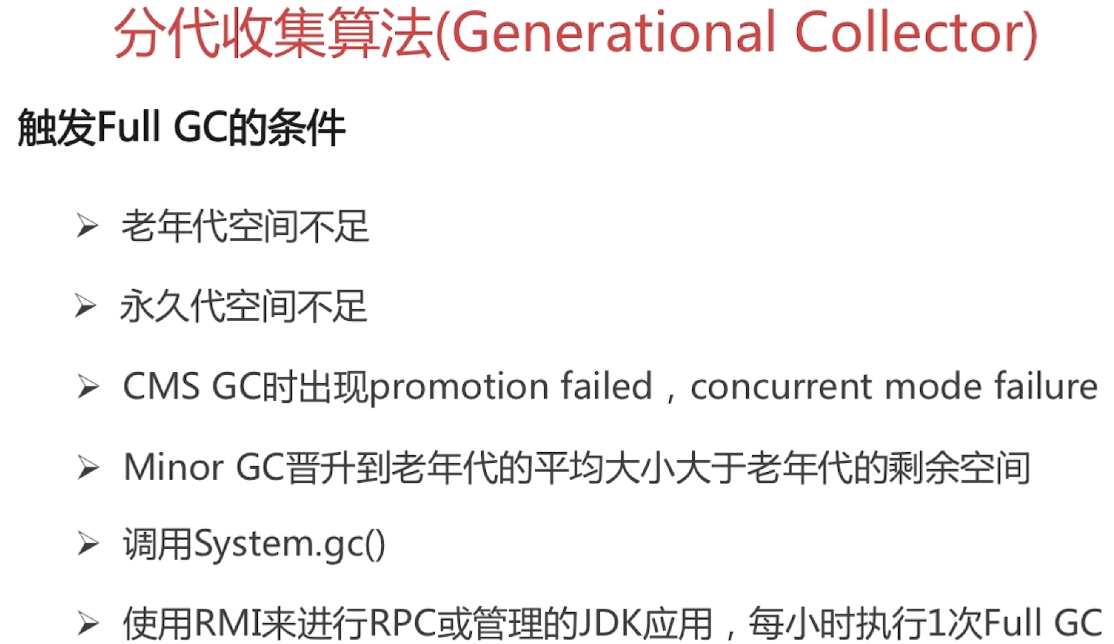 分代收集算法(Generational Collector)
触发Full GC的条件
➢ 老年代空间不足
➢ 永久代空间不足
➢ CMS GC时出现promotion failed，concurrent mode failure
➢ Minor GC晋升到老年代的平均大小大于老年代的剩余空间
➢ 调用System.gc()
➢ 使用RMI来进行RPC或管理的JDK应用，每小时执行1次Full GC